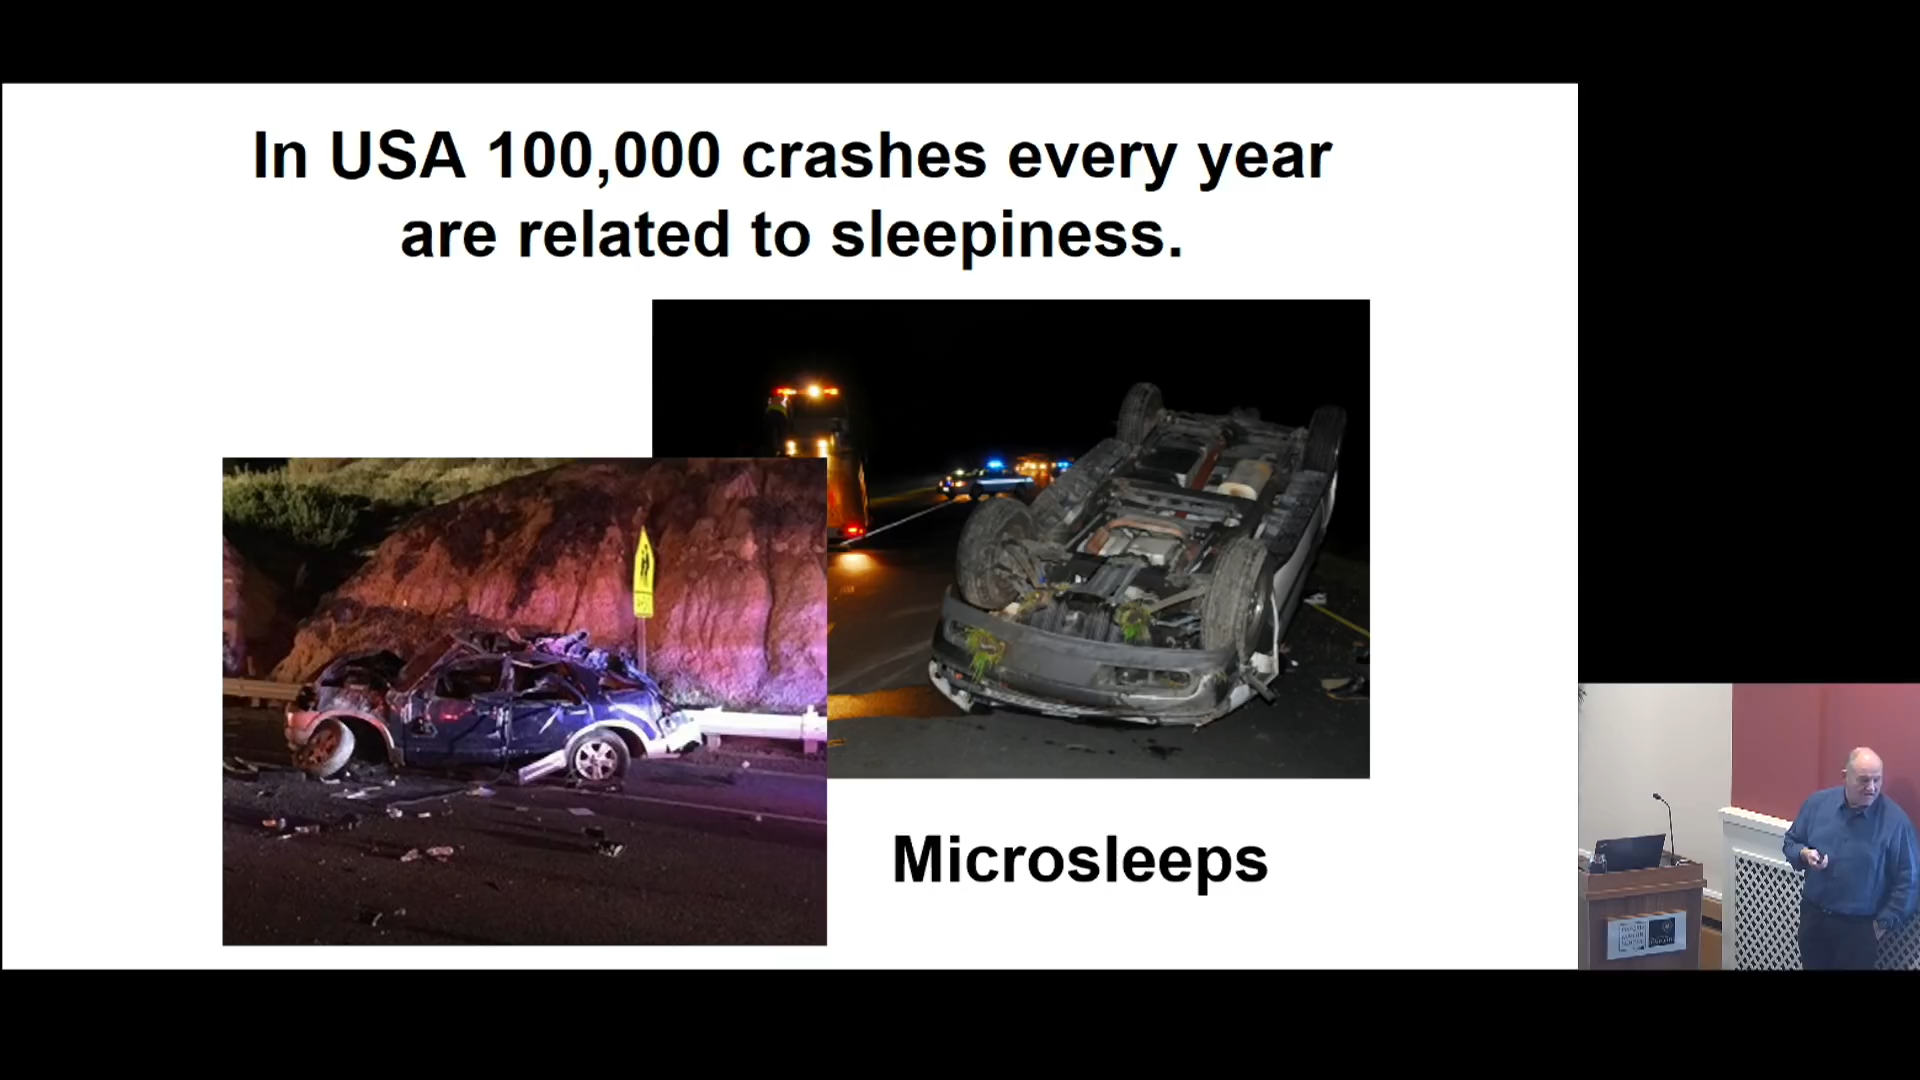 In USA 100,000 crashes every year
are related to sleepiness.
Microsleeps